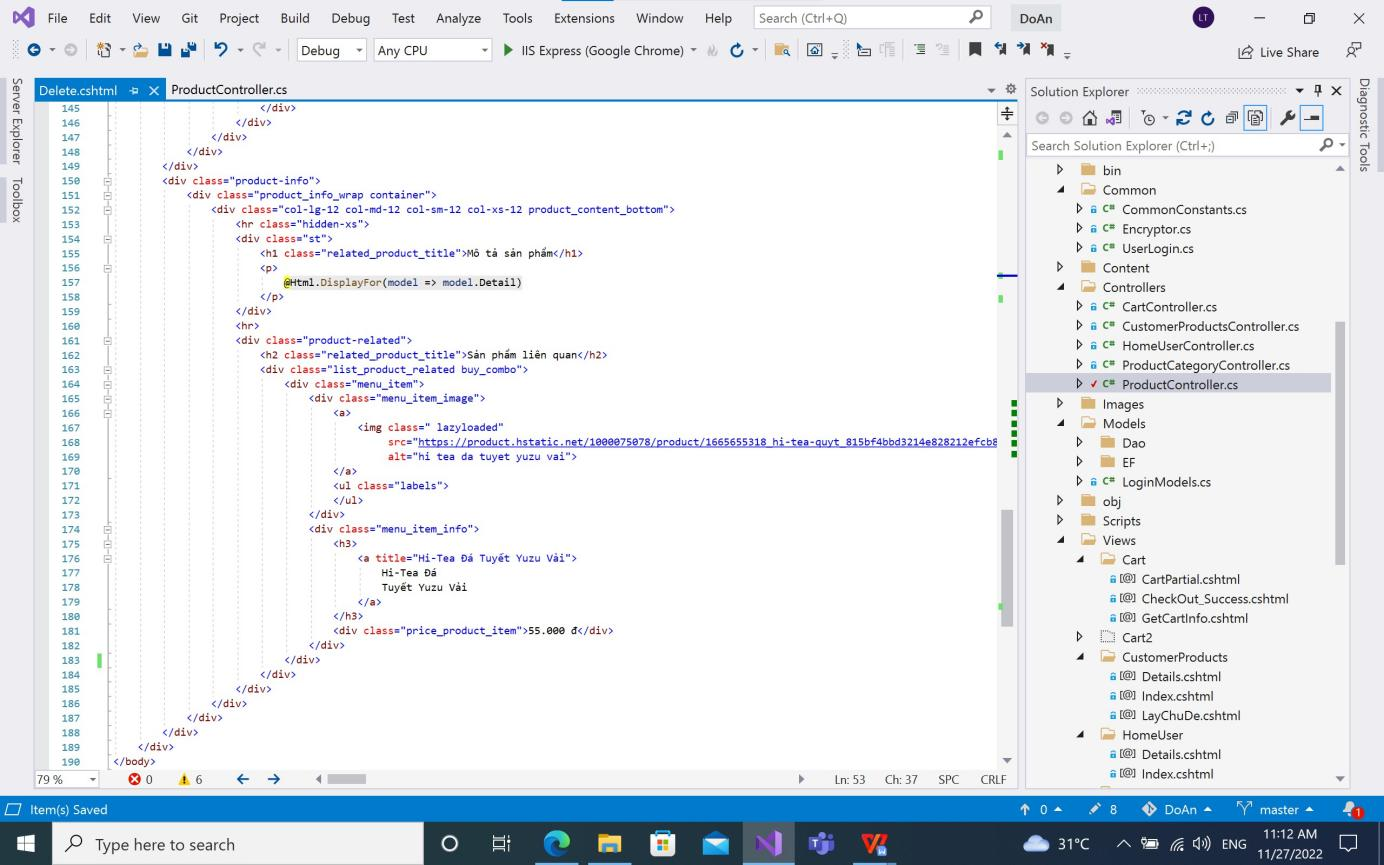 File Edit View Git Project Build Debug Test Analyze Tools Extensions Window Help Search (Ctrl+Q) DoAn LT
Debug Any CPU IIS Express (Google Chrome) Live Share
Server Explorer
Toolbox
Delete.cshtml ProductController.cs
145 </div>
146 </div>
147 </div>
148 </div>
149 </div>
150 <div class="product-info">
151 <div class="product_info_wrap container">
152 <div class="col-lg-12 col-md-12 col-sm-12 col-xs-12 product_content_bottom">
153 <hr class="hidden-xs">
154 <div class="st">
155 <h1 class="related_product_title">Mô tả sản phẩm</h1>
156 <p>
157 @Html.DisplayFor(model => model.Detail)
158 </p>
159 </div>
160 <hr>
161 <div class="product-related">
162 <h2 class="related_product_title">Sản phẩm liên quan</h2>
163 <div class="list_product_related buy_combo">
164 <div class="menu_item">
165 <div class="menu_item_image">
166 <a>
167 <img class=" lazyloaded"
168 src="https://product.hstatic.net/1000075078/product/1665655318_hi-tea-quyt_815bf4bbd3214e828212efcb8
169 alt="hi tea da tuyet yuzu vai">
170 </a>
171 <ul class="labels">
172 </ul>
173 </div>
174 <div class="menu_item_info">
175 <h3>
176 <a title="Hi-Tea Đá Tuyết Yuzu Vải">
177 Hi-Tea Đá
178 Tuyết Yuzu Vải
179 </a>
180 </h3>
181 <div class="price_product_item">55.000 đ</div>
182 </div>
183 </div>
184 </div>
185 </div>
186 </div>
187 </div>
188 </div>
189 </div>
190 </body>
79 % 0 6 Ln: 53 Ch: 37 SPC CRLF
Solution Explorer
Search Solution Explorer (Ctrl+;)
bin
Common
C# CommonConstants.cs
C# Encryptor.cs
C# UserLogin.cs
Content
Controllers
C# CartController.cs
C# CustomerProductsController.cs
C# HomeUserController.cs
C# ProductCategoryController.cs
C# ProductController.cs
Images
Models
Dao
EF
C# LoginModels.cs
obj
Scripts
Views
Cart
[@] CartPartial.cshtml
[@] CheckOut_Success.cshtml
[@] GetCartInfo.cshtml
Cart2
CustomerProducts
[@] Details.cshtml
[@] Index.cshtml
[@] LayChuDe.cshtml
HomeUser
[@] Details.cshtml
[@] Index.cshtml
Diagnostic Tools
Item(s) Saved 0 8 DoAn master 1
Type here to search 31°C ENG 11:12 AM
11/27/2022